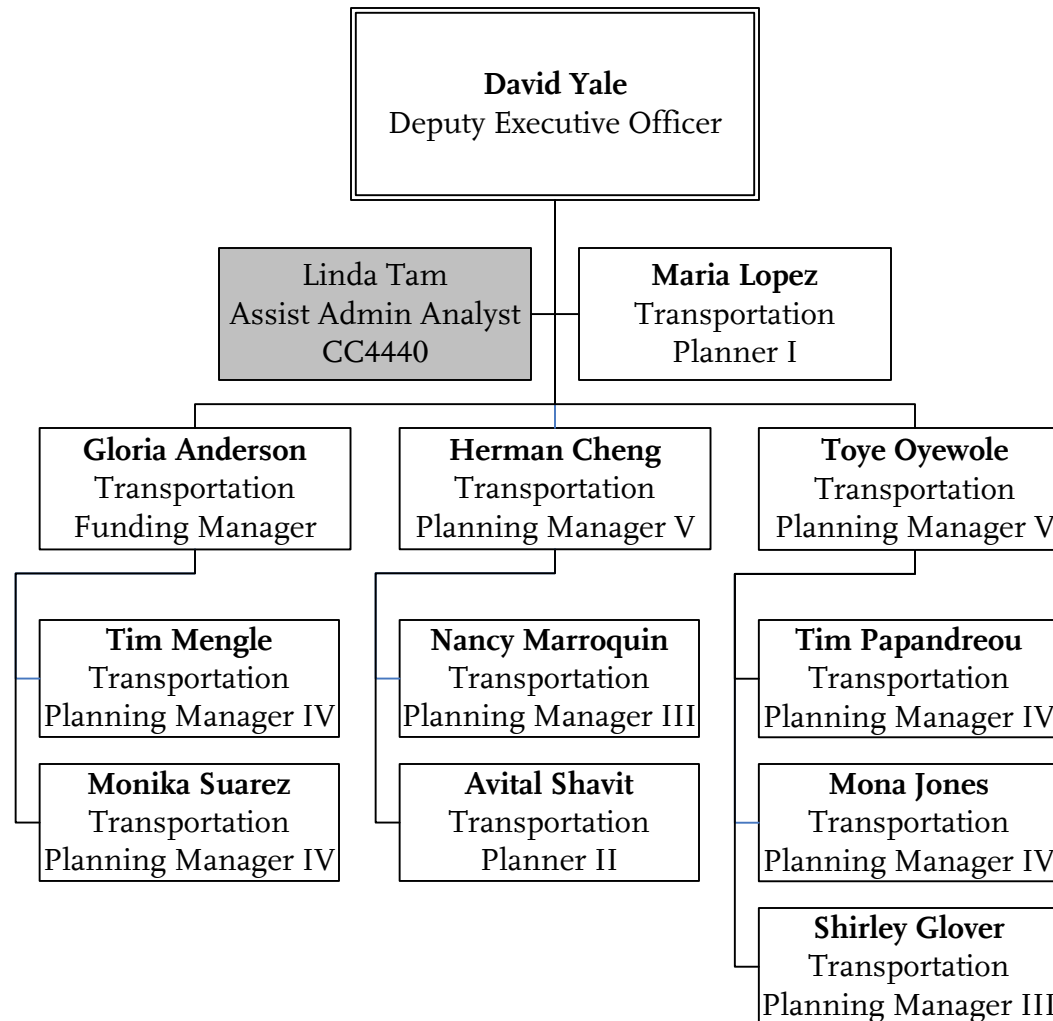 David Yale
Deputy Executive Officer
Linda Tam
Assist Admin Analyst
CC4440
Maria Lopez
Transportation
Planner I
Gloria Anderson
Transportation
Funding Manager
Herman Cheng
Transportation
Planning Manager V
Toye Oyewole
Transportation
Planning Manager V
Tim Mengle
Transportation
Planning Manager IV
Monika Suarez
Transportation
Planning Manager IV
Nancy Marroquin
Transportation
Planning Manager III
Avital Shavit
Transportation
Planner II
Tim Papandreou
Transportation
Planning Manager IV
Mona Jones
Transportation
Planning Manager IV
Shirley Glover
Transportation
Planning Manager III